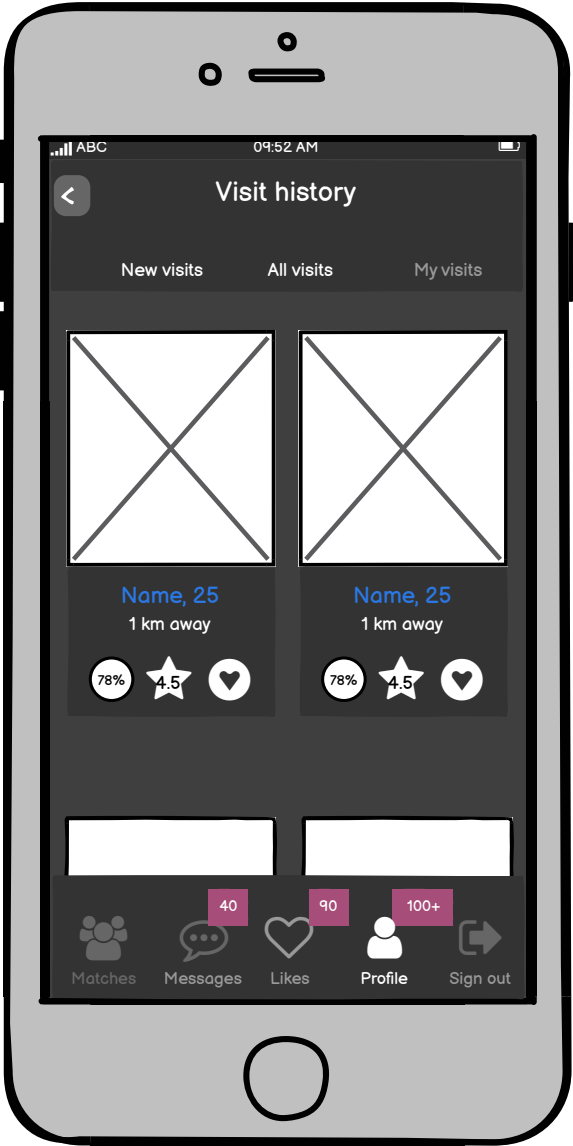 ABC 09:52 AM
Visit history
New visits All visits My visits
Name, 25 Name, 25
1 km away 1 km away
78% 4.5 78% 4.5
40 90 100+
Matches Messages Likes Profile Sign out